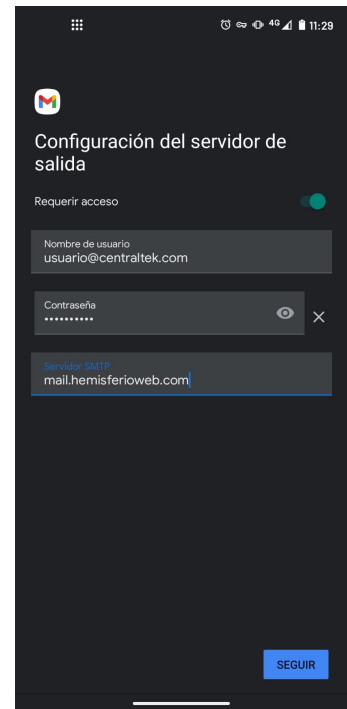 4G 11:29
Configuración del servidor de
salida
Requerir acceso
Nombre de usuario
usuario@centraltek.com
Contraseña
••••••••••
Servidor SMTP
mail.hemisferioweb.com
SEGUIR